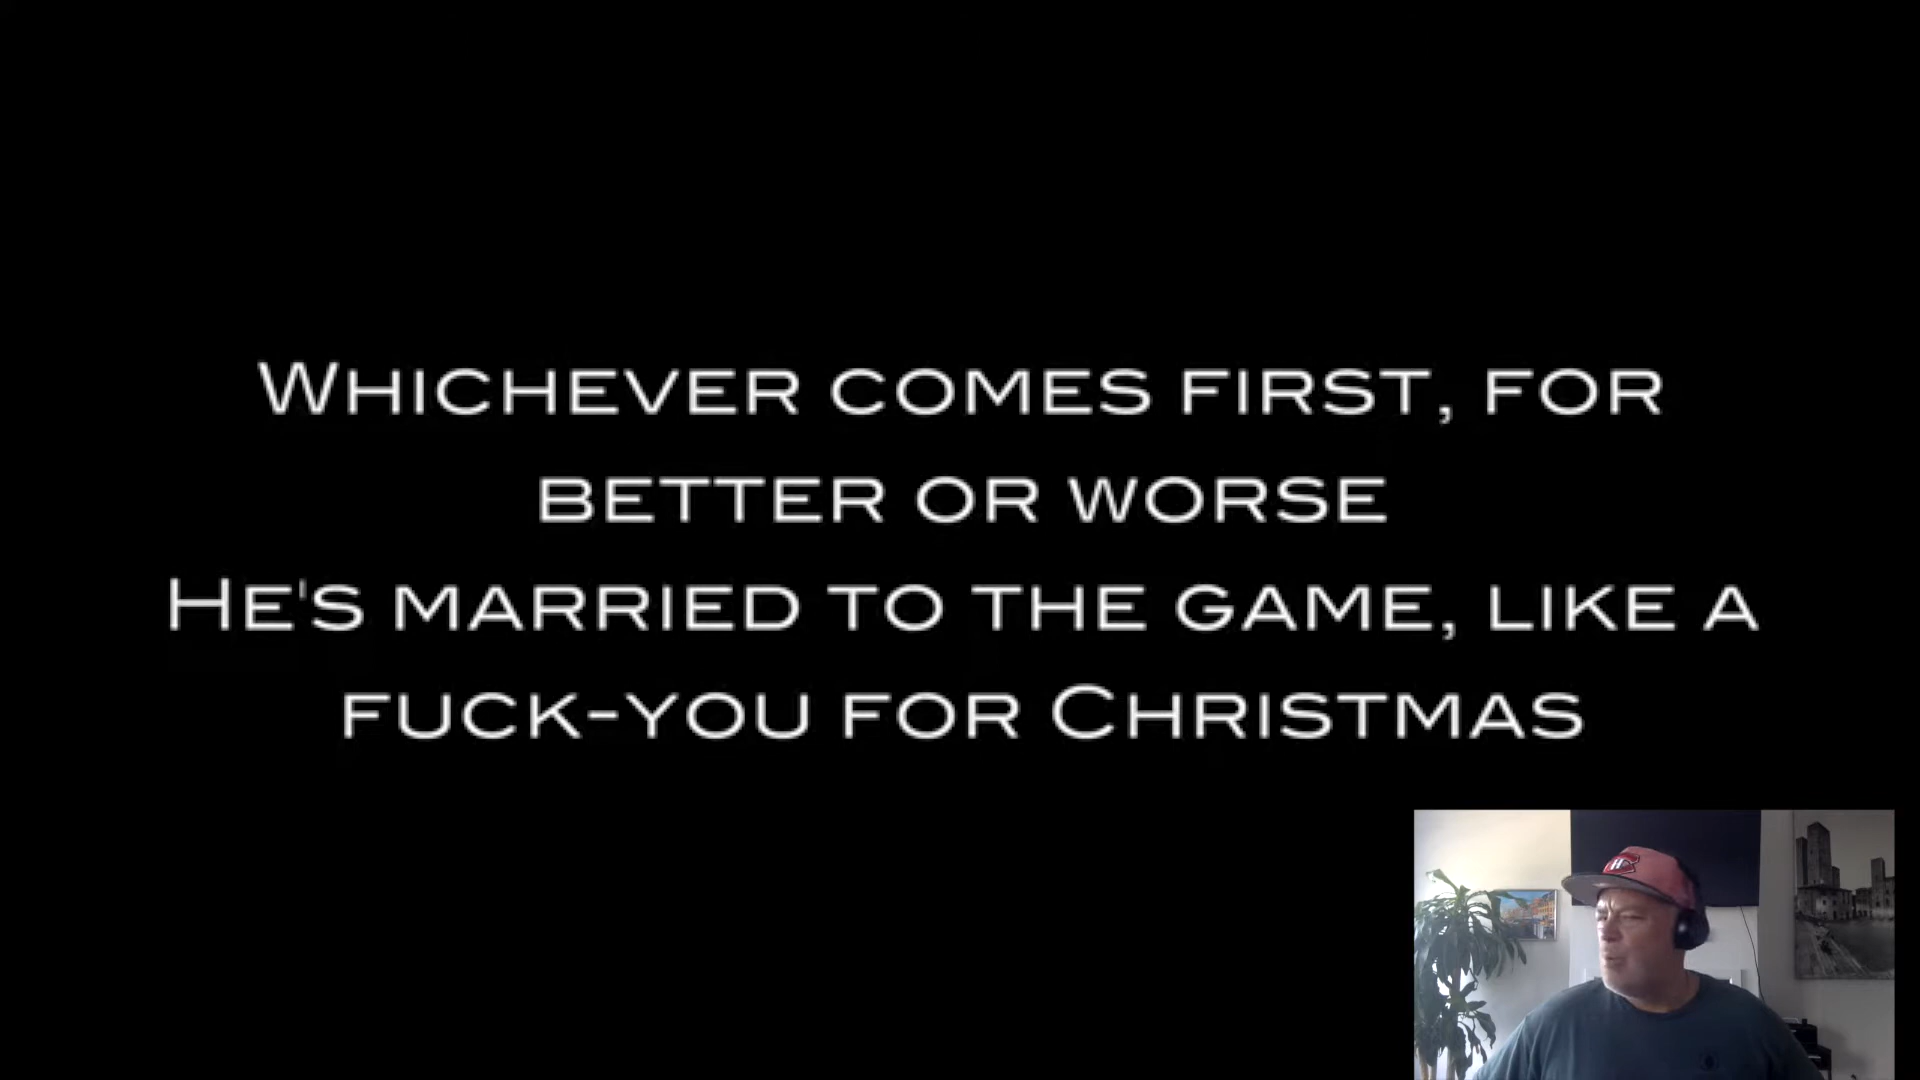 Whichever comes first, for
better or worse
He's married to the game, like a
fuck-you for Christmas